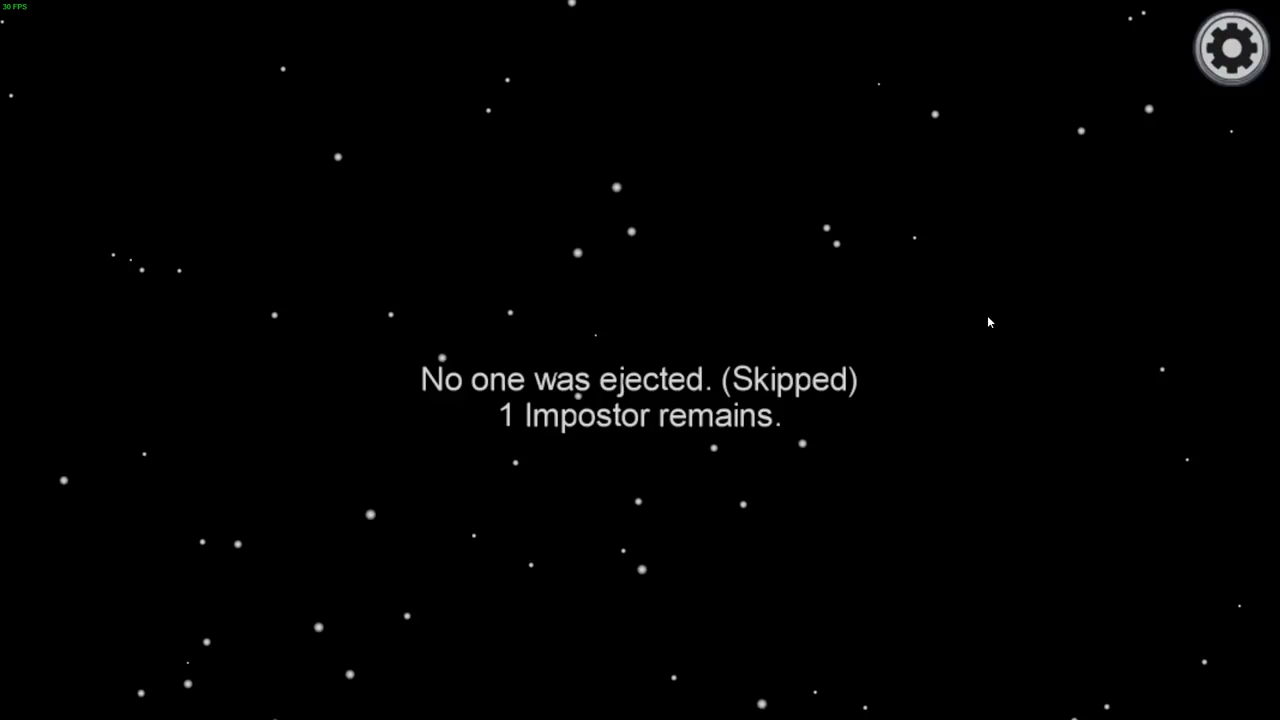 30 FPS
No one was ejected. (Skipped)
1 Impostor remains.